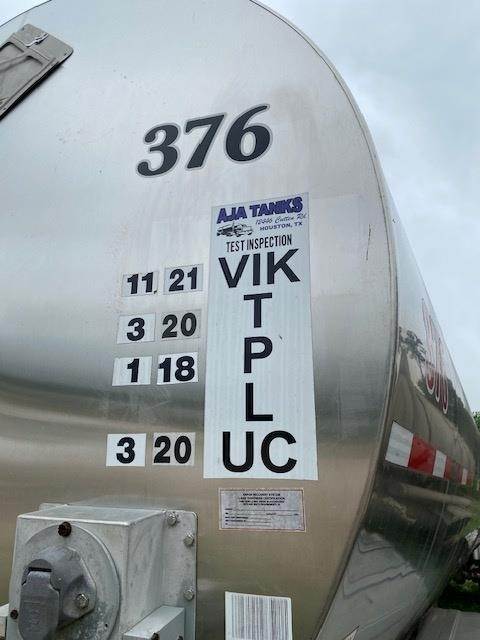 376
AJA TANKS
12446 Cutten Rd
HOUSTON, TX
TEST INSPECTION
11 21 VIK
3 20 I
T
1 18 P
L
3 20 UC